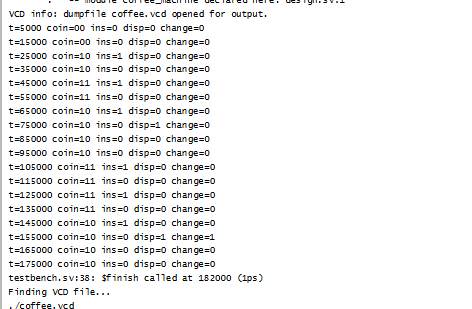 -- module coffee_machine declared here: design.sv:1
VCD info: dumpfile coffee.vcd opened for output.
t=5000 coin=00 ins=0 disp=0 change=0
t=15000 coin=00 ins=0 disp=0 change=0
t=25000 coin=10 ins=1 disp=0 change=0
t=35000 coin=10 ins=0 disp=0 change=0
t=45000 coin=11 ins=1 disp=0 change=0
t=55000 coin=11 ins=0 disp=0 change=0
t=65000 coin=10 ins=1 disp=0 change=0
t=75000 coin=10 ins=0 disp=1 change=0
t=85000 coin=10 ins=0 disp=0 change=0
t=95000 coin=10 ins=0 disp=0 change=0
t=105000 coin=11 ins=1 disp=0 change=0
t=115000 coin=11 ins=0 disp=0 change=0
t=125000 coin=11 ins=1 disp=0 change=0
t=135000 coin=11 ins=0 disp=0 change=0
t=145000 coin=10 ins=1 disp=0 change=0
t=155000 coin=10 ins=0 disp=1 change=1
t=165000 coin=10 ins=0 disp=0 change=0
t=175000 coin=10 ins=0 disp=0 change=0
testbench.sv:38: $finish called at 182000 (1ps)
Finding VCD file...
./coffee.vcd